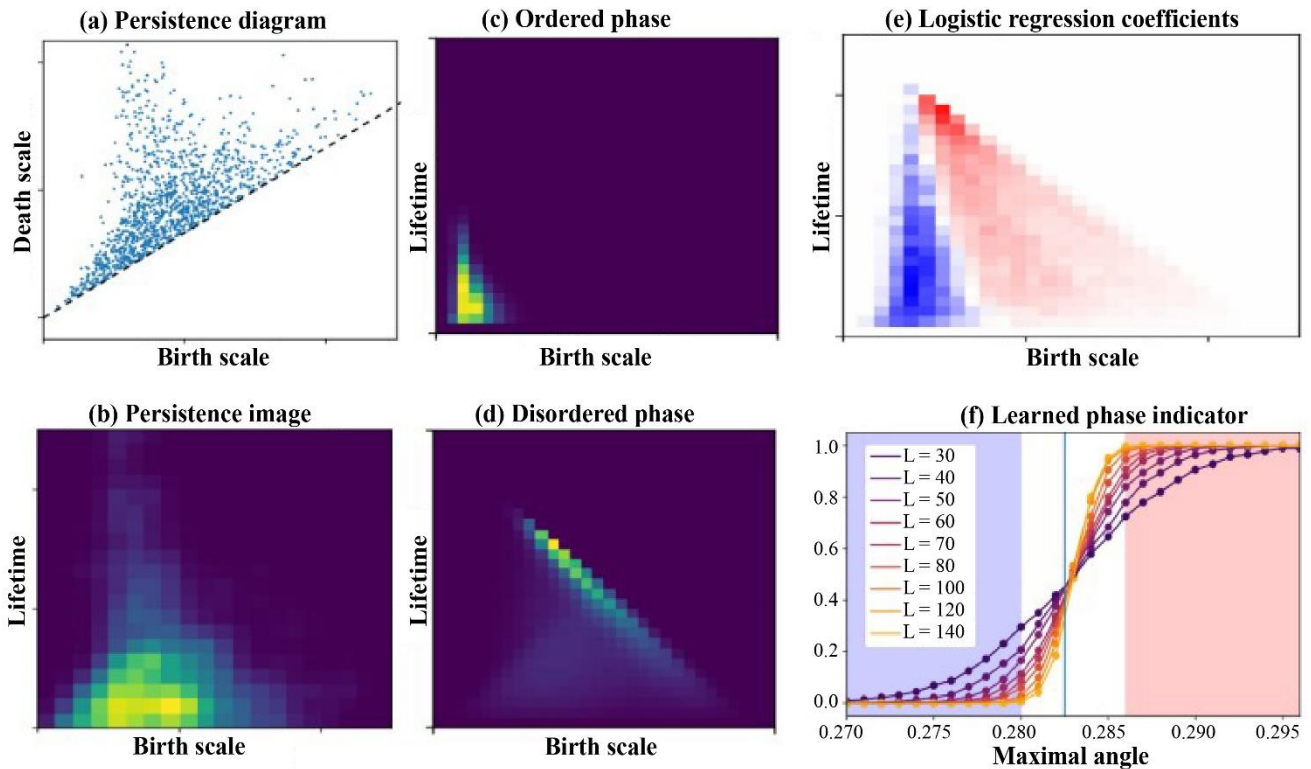 (a) Persistence diagram
Death scale
Birth scale
(b) Persistence image
Lifetime
Birth scale
(c) Ordered phase
Lifetime
Birth scale
(d) Disordered phase
Lifetime
Birth scale
(e) Logistic regression coefficients
Lifetime
Birth scale
(f) Learned phase indicator
1.0
0.8
0.6
0.4
0.2
0.0
L = 30
L = 40
L = 50
L = 60
L = 70
L = 80
L = 100
L = 120
L = 140
0.270 0.275 0.280 0.285 0.290 0.295
Maximal angle